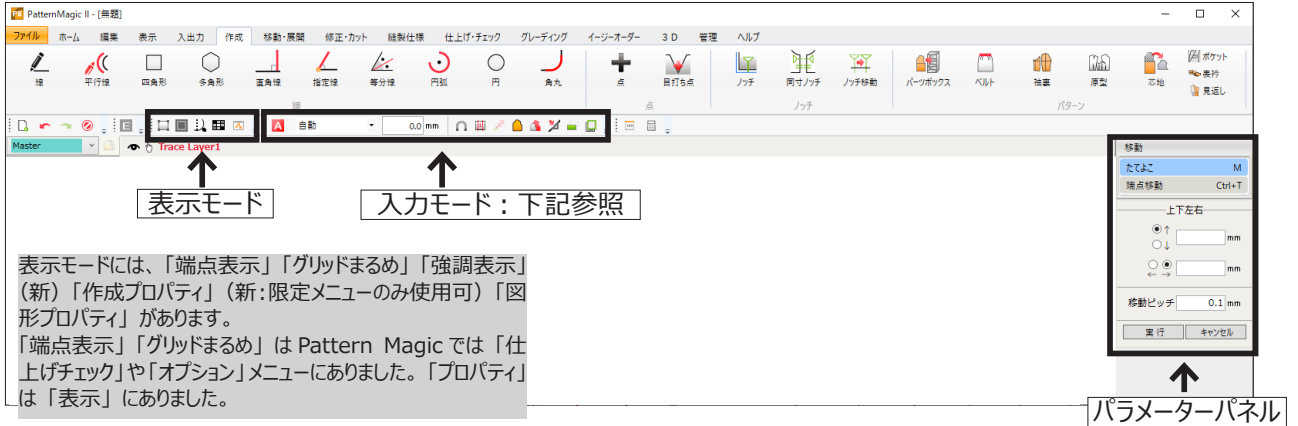 PatternMagic II - [無題]
ファイル ホーム 編集 表示 入出力 作成 移動・展開 修正・カット 縫製仕様 仕上げ・チェック グレーディング イージーオーダー 3 D 管理 ヘルプ
線 平行線 四角形 多角形 直角線 指定線 等分線 円弧 円 角丸 点 目打ち点 ノッチ 同寸ノッチ ノッチ移動 パーツボックス ベルト 袖裏 原型 芯地 ポケット
表衿
見返し
線 点 ノッチ パターン
A 自動 0.0 mm
Master Trace Layer1
表示モード
入力モード：下記参照
表示モードには、「端点表示」「グリッドまるめ」「強調表示」
（新）「作成プロパティ」（新：限定メニューのみ使用可）「図
形プロパティ」があります。
「端点表示」「グリッドまるめ」は Pattern Magic では「仕
上げチェック」や「オプション」メニューにありました。「プロパティ」
は「表示」にありました。
移動
たてよこ M
端点移動 Ctrl+T
上下左右
↑
↓
mm
← →
mm
移動ピッチ 0.1 mm
実行 キャンセル
パラメーターパネル